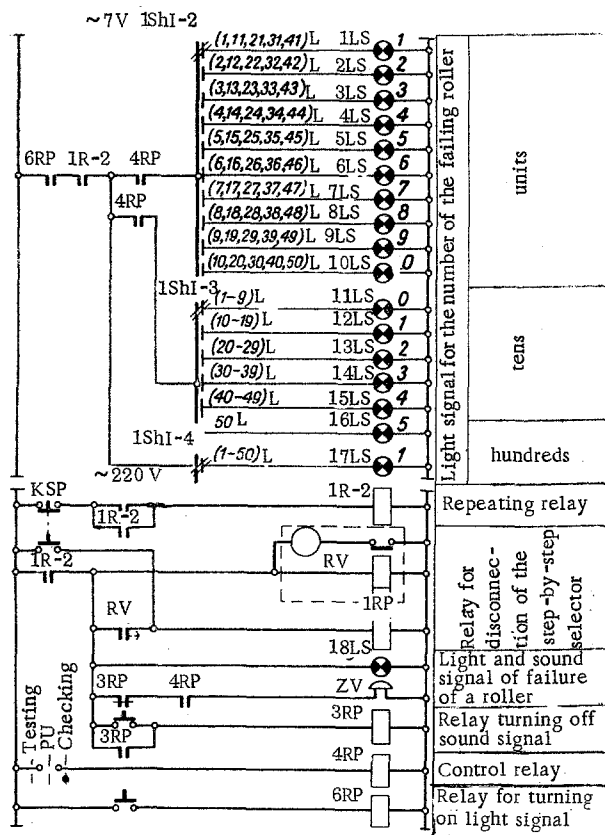 ~7V 1ShI-2
(1,11,21,31,41)L 1LS 1
(2,12,22,32,42)L 2LS 2
(3,13,23,33,43)L 3LS 3
(4,14,24,34,44)L 4LS 4
(5,15,25,35,45)L 5LS 5
6RP 1R-2 4RP (6,16,26,36,46)L 6LS 6
(7,17,27,37,47)L 7LS 7
4RP (8,18,28,38,48)L 8LS 8
(9,19,29,39,49)L 9LS 9
(10,20,30,40,50)L 10LS 0
units
1ShI-3
(1-9)L 11LS 0
(10-19)L 12LS 1
(20-29)L 13LS 2
(30-39)L 14LS 3
(40-49)L 15LS 4
50 L 16LS 5
tens
1ShI-4
(1-50)L 17LS 1
hundreds
Light signal for the number of the failing roller
~220 V
KSP 1R-2 1R-2 Repeating relay
1R-2 RV 1RP
RV
Relay for
disconnec-
tion of the
step-by-step
selector
18LS
Light and sound
signal of failure
of a roller
3RP 4RP ZV
3RP 3RP
Relay turning off
sound signal
Testing
PU
Checking
4RP
Control relay
6RP
Relay for turning
on light signal